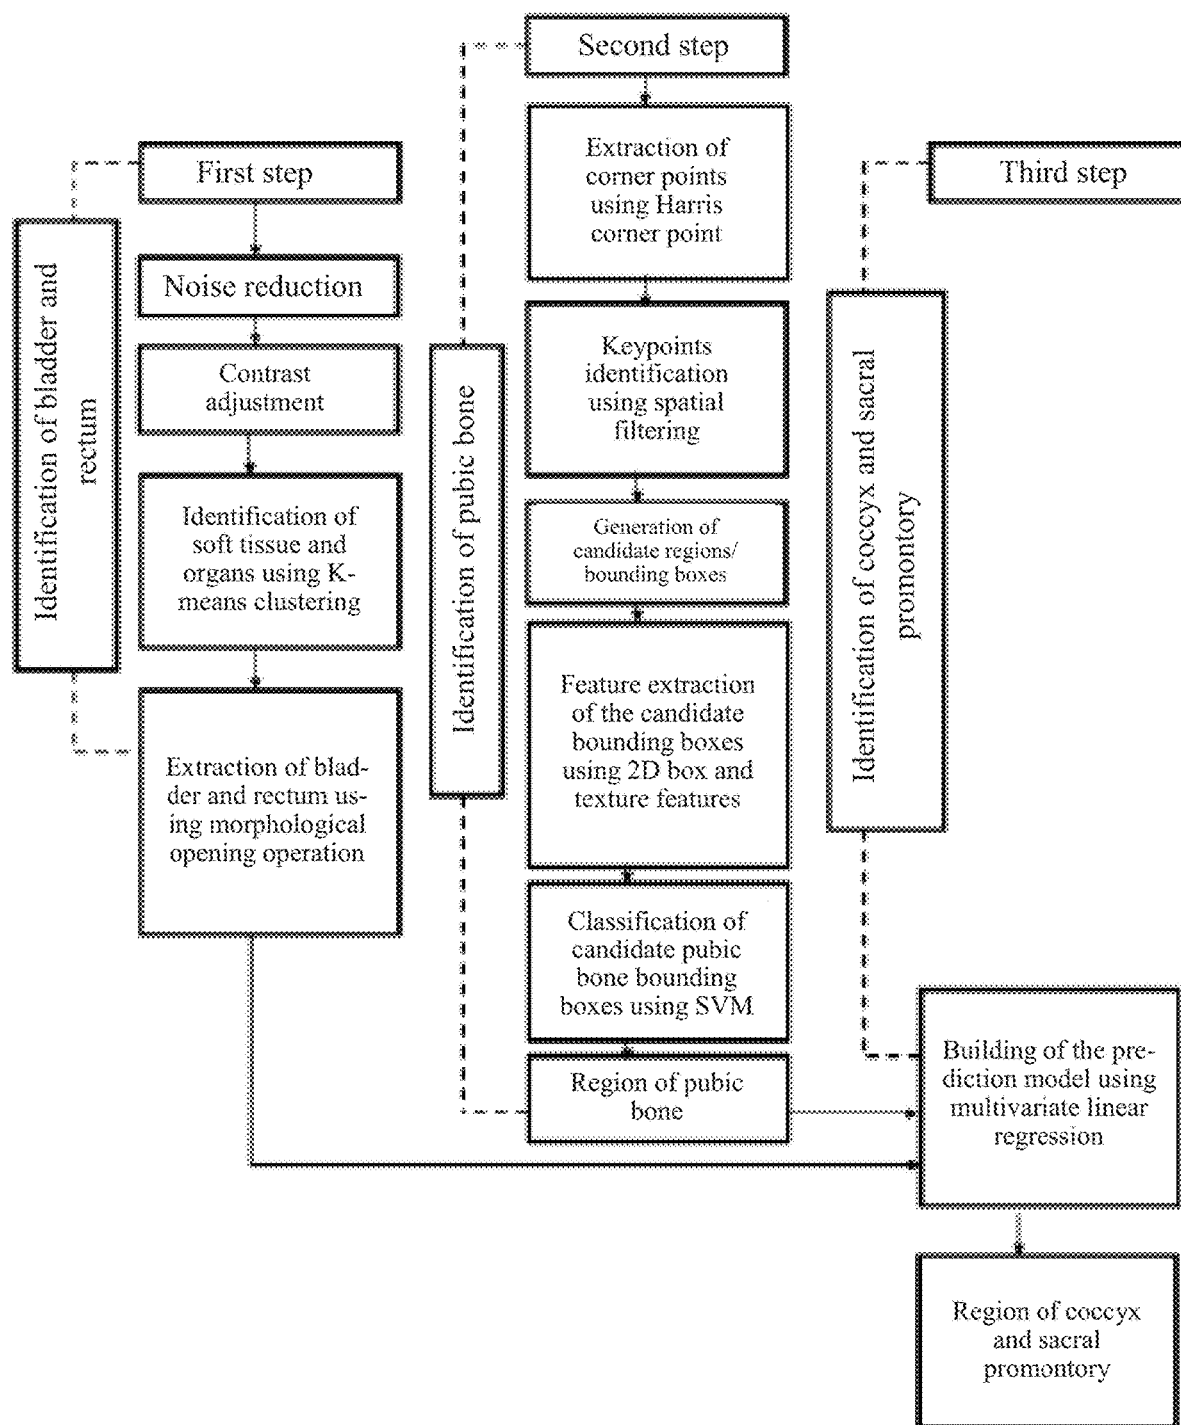 First step
Noise reduction
Contrast
adjustment
Identification of
soft tissue and
organs using K-
means clustering
Extraction of blad-
der and rectum us-
ing morphological
opening operation
Identification of bladder and
rectum
Second step
Extraction of
corner points
using Harris
corner point
Keypoints
identification
using spatial
filtering
Generation of
candidate regions/
bounding boxes
Feature extraction
of the candidate
bounding boxes
using 2D box and
texture features
Classification of
candidate pubic
bone bounding
boxes using SVM
Region of pubic
bone
Identification of pubic bone
Third step
Identification of coccyx and sacral
promontory
Building of the pre-
diction model using
multivariate linear
regression
Region of coccyx
and sacral
promontory